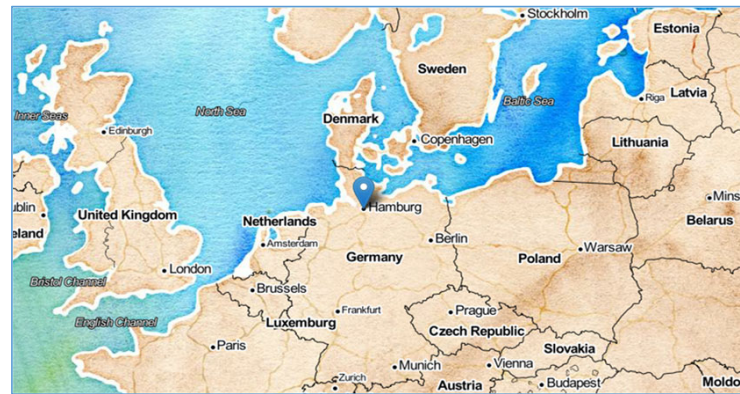 Stockholm
Estonia
Sweden
Inner Seas
North Sea
Baltic Sea
Riga
Latvia
Denmark
Edinburgh
Copenhagen
Lithuania
Mins
ublin
United Kingdom
Netherlands
Hamburg
Belarus
eland
Amsterdam
Berlin
Warsaw
London
Germany
Poland
Bristol Channel
Brussels
English Channel
Luxemburg
Frankfurt
Prague
Czech Republic
Paris
Slovakia
Munich
Vienna
Zurich
Austria
Budapest
Moldo